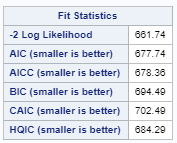 Fit Statistics
-2 Log Likelihood 661.74
AIC (smaller is better) 677.74
AICC (smaller is better) 678.36
BIC (smaller is better) 694.49
CAIC (smaller is better) 702.49
HQIC (smaller is better) 684.29